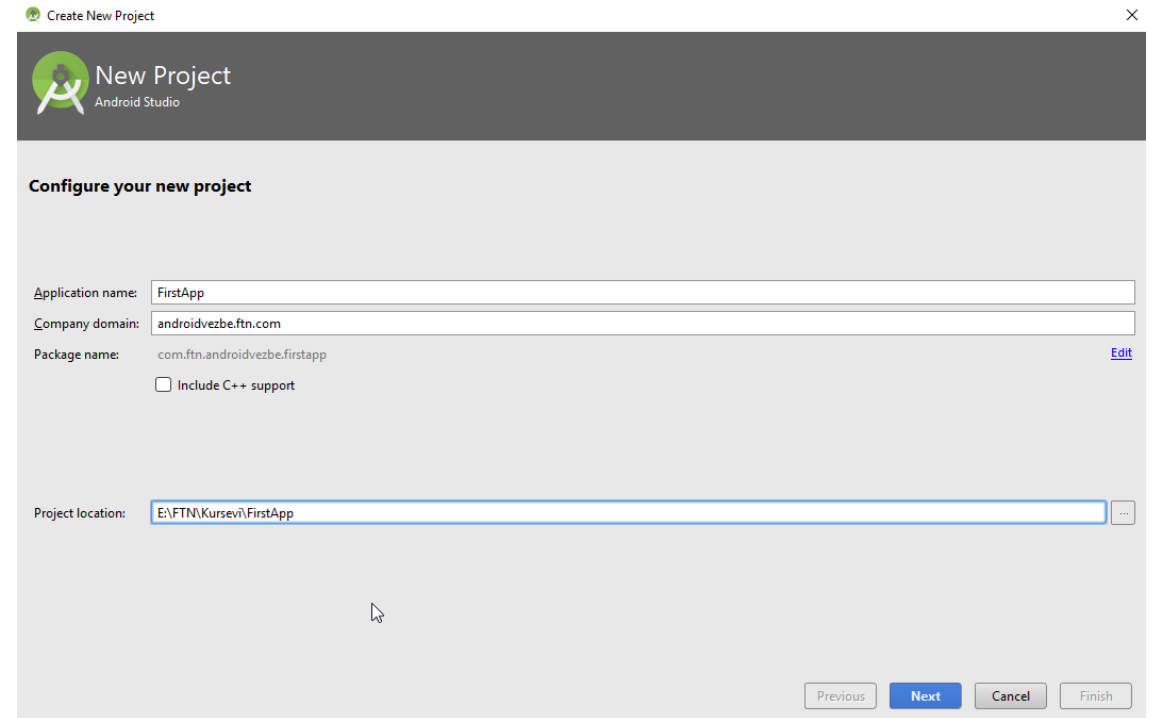 Create New Project
New Project
Android Studio
Configure your new project
Application name: FirstApp
Company domain: androidvezbe.ftn.com
Package name: com.ftn.androidvezbe.firstapp Edit
Include C++ support
Project location: E:\FTN\Kursevi\FirstApp ...
Previous Next Cancel Finish